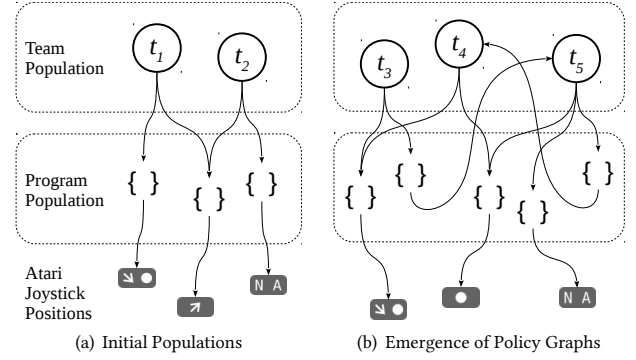 Team
Population
t1
t2
t3
t4
t5
Program
Population
{ }
{ }
{ }
{ }
{ }
{ }
{ }
{ }
Atari
Joystick
Positions
↘ ●
↗
N A
↘ ●
●
N A
(a) Initial Populations
(b) Emergence of Policy Graphs